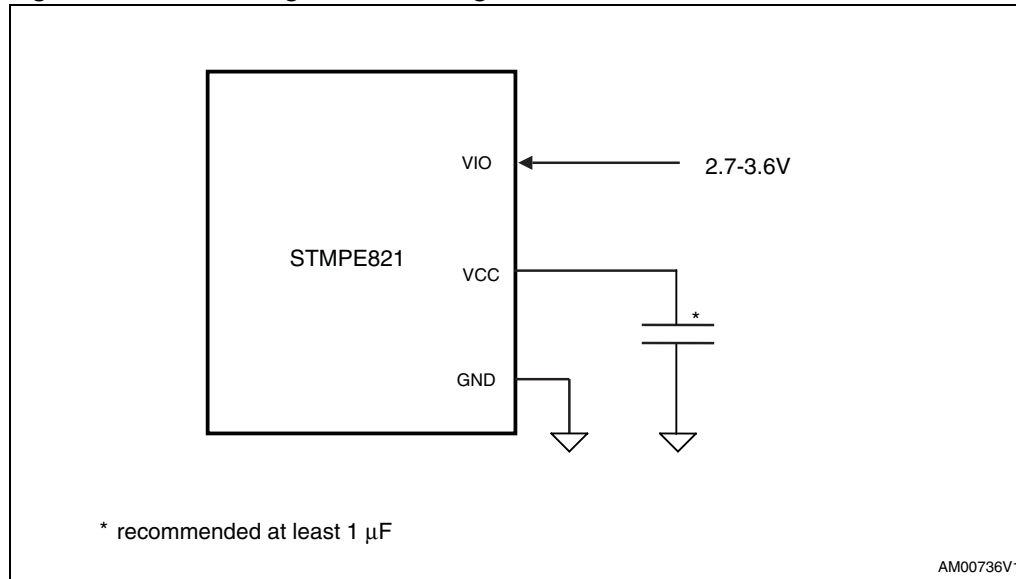 VIO
2.7-3.6V
STMPE821
VCC
*
GND
* recommended at least 1 μF
AM00736V1